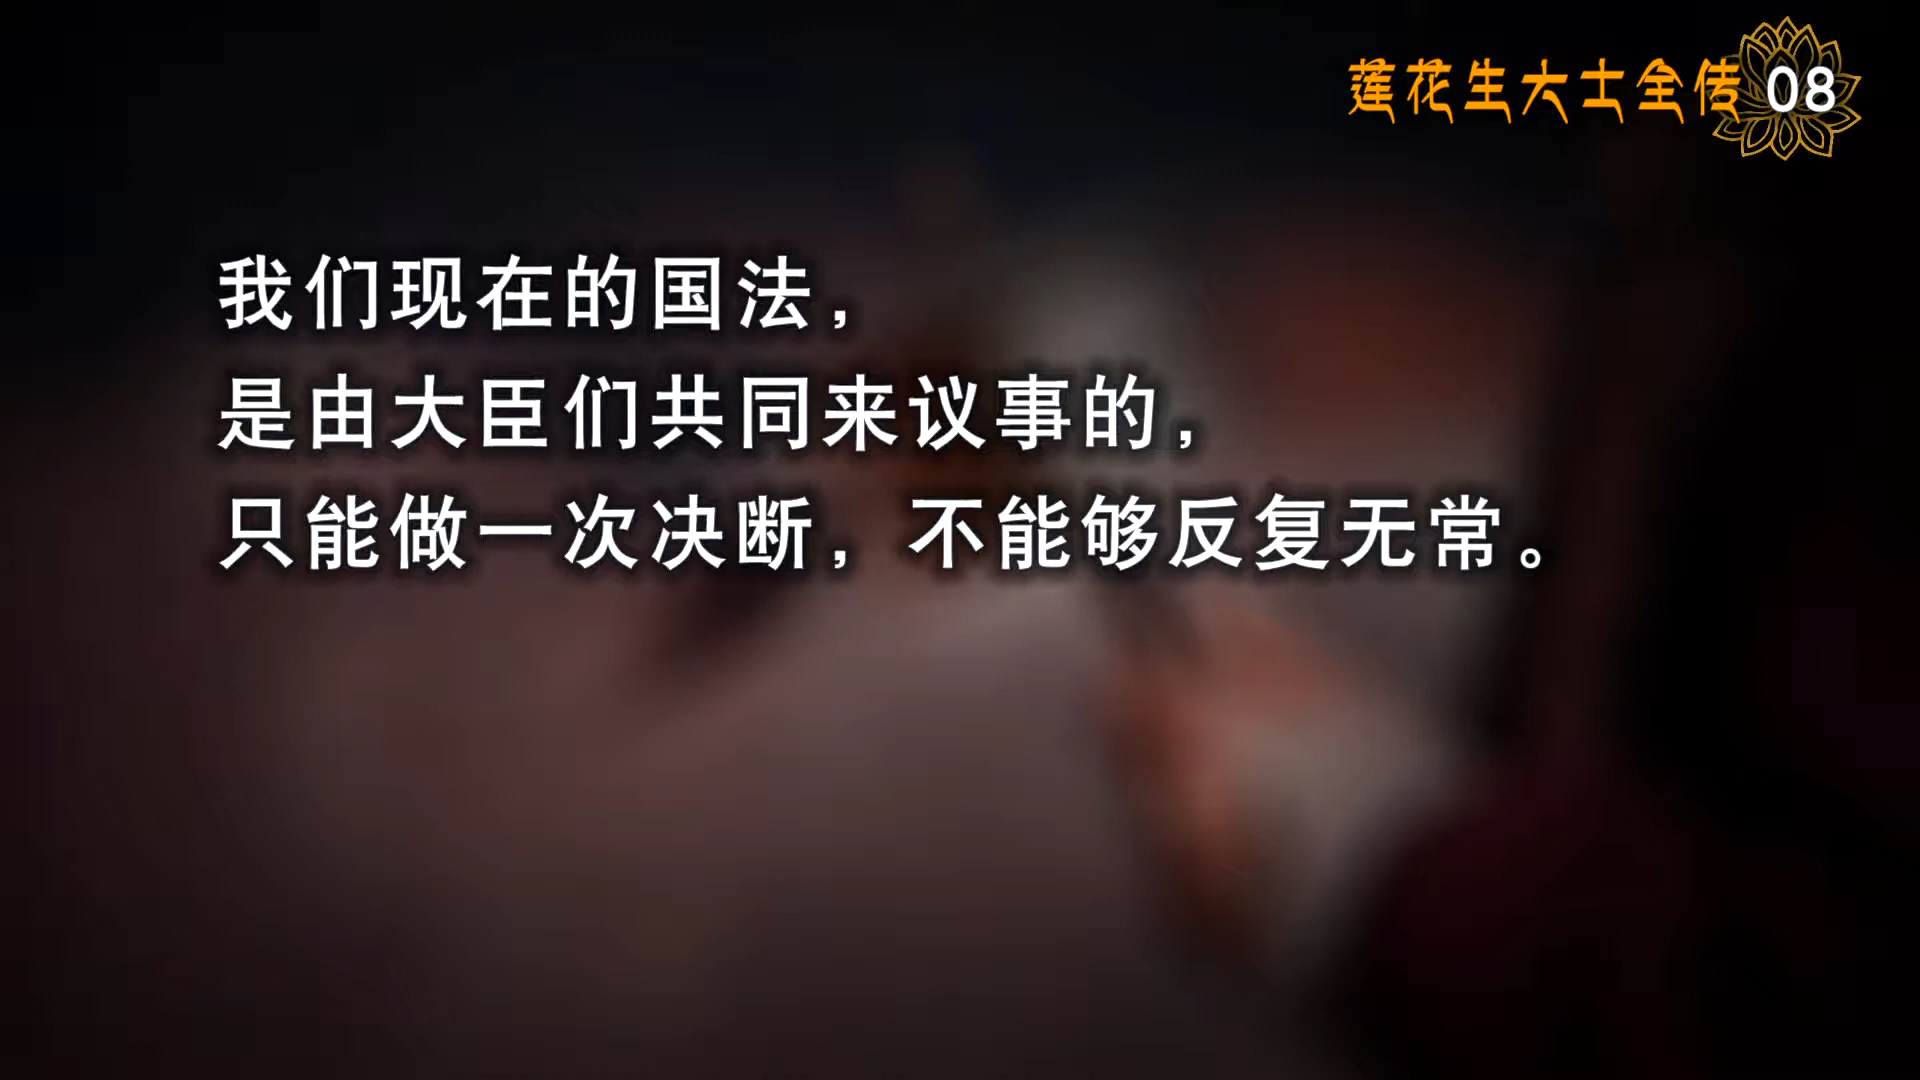 莲花生大士全传 08
我们现在的国法，
是由大臣们共同来议事的，
只能做一次决断，不能够反复无常。